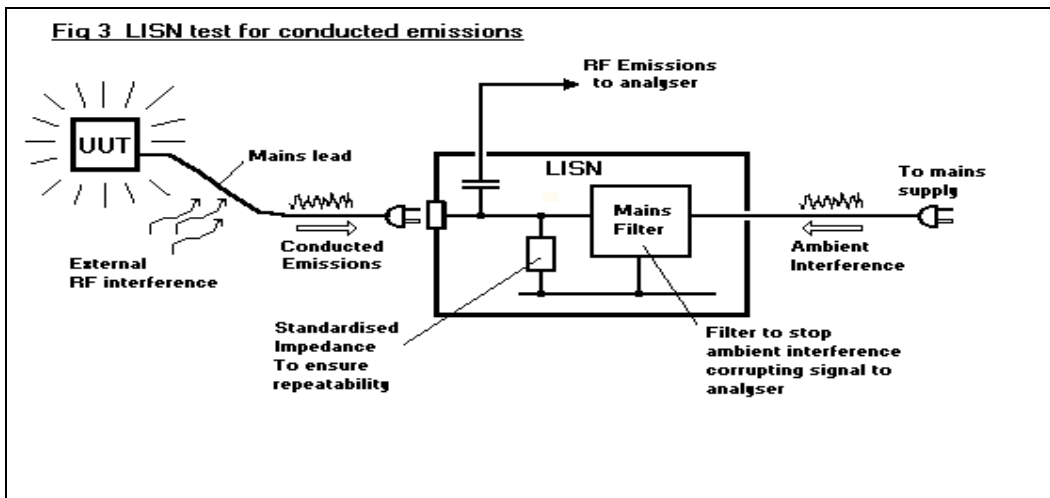 Fig 3 LISN test for conducted emissions
RF Emissions
to analyser
UUT
Mains lead
LISN
To mains
supply
Mains
Filter
Conducted
Emissions
Ambient
Interference
External
RF interference
Standardised
Impedance
To ensure
repeatability
Filter to stop
ambient interference
corrupting signal to
analyser